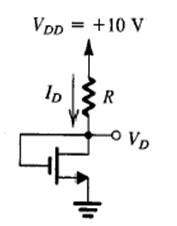 V_DD = +10 V
I_D
R
V_D